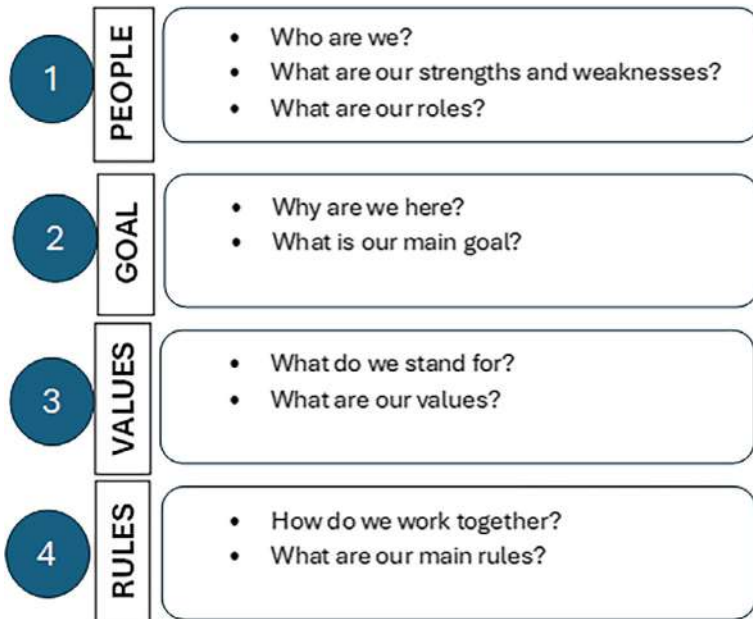 1
PEOPLE
• Who are we?
• What are our strengths and weaknesses?
• What are our roles?
2
GOAL
• Why are we here?
• What is our main goal?
3
VALUES
• What do we stand for?
• What are our values?
4
RULES
• How do we work together?
• What are our main rules?